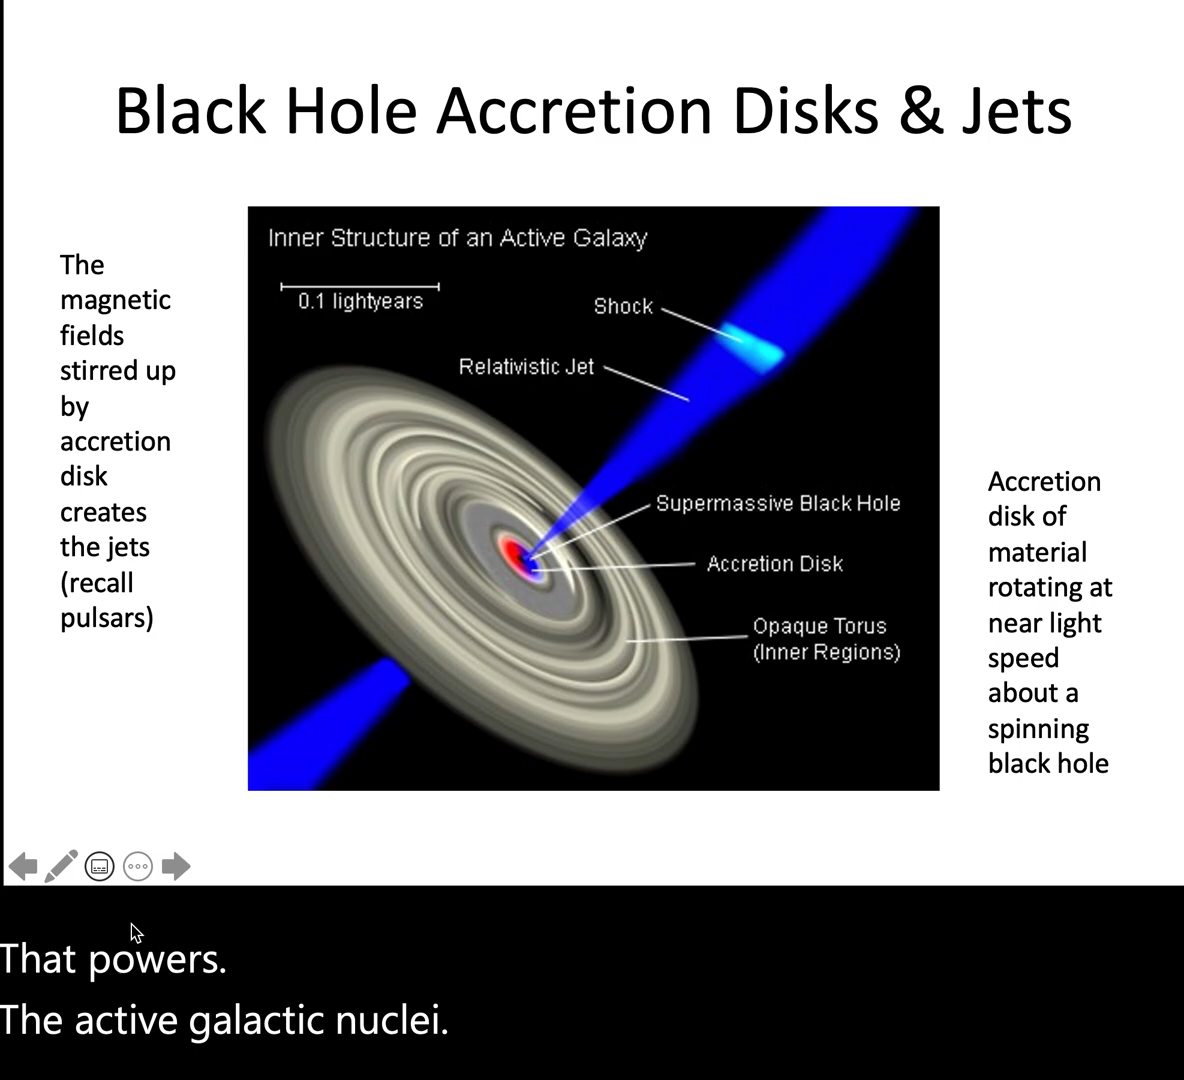 Black Hole Accretion Disks & Jets
The
magnetic
fields
stirred up
by
accretion
disk
creates
the jets
(recall
pulsars)
Inner Structure of an Active Galaxy
0.1 lightyears
Shock
Relativistic Jet
Supermassive Black Hole
Accretion Disk
Opaque Torus
(Inner Regions)
Accretion
disk of
material
rotating at
near light
speed
about a
spinning
black hole
That powers.
The active galactic nuclei.